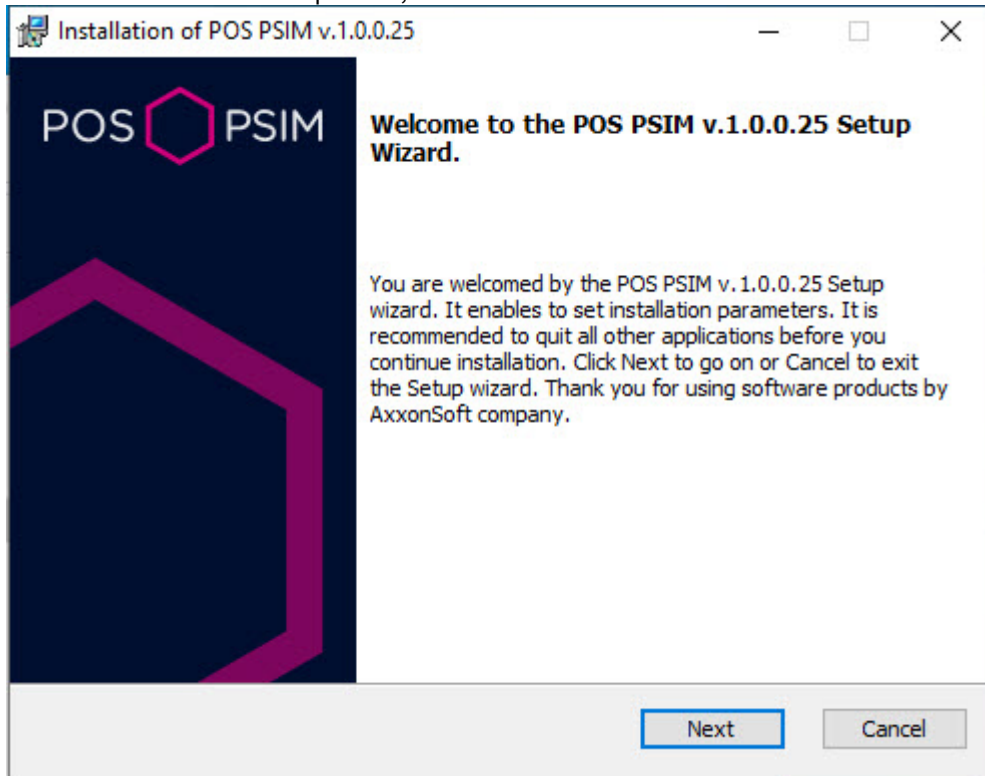 Installation of POS PSIM v.1.0.0.25
POS PSIM
Welcome to the POS PSIM v.1.0.0.25 Setup
Wizard.
You are welcomed by the POS PSIM v.1.0.0.25 Setup
wizard. It enables to set installation parameters. It is
recommended to quit all other applications before you
continue installation. Click Next to go on or Cancel to exit
the Setup wizard. Thank you for using software products by
AxxonSoft company.
Next Cancel